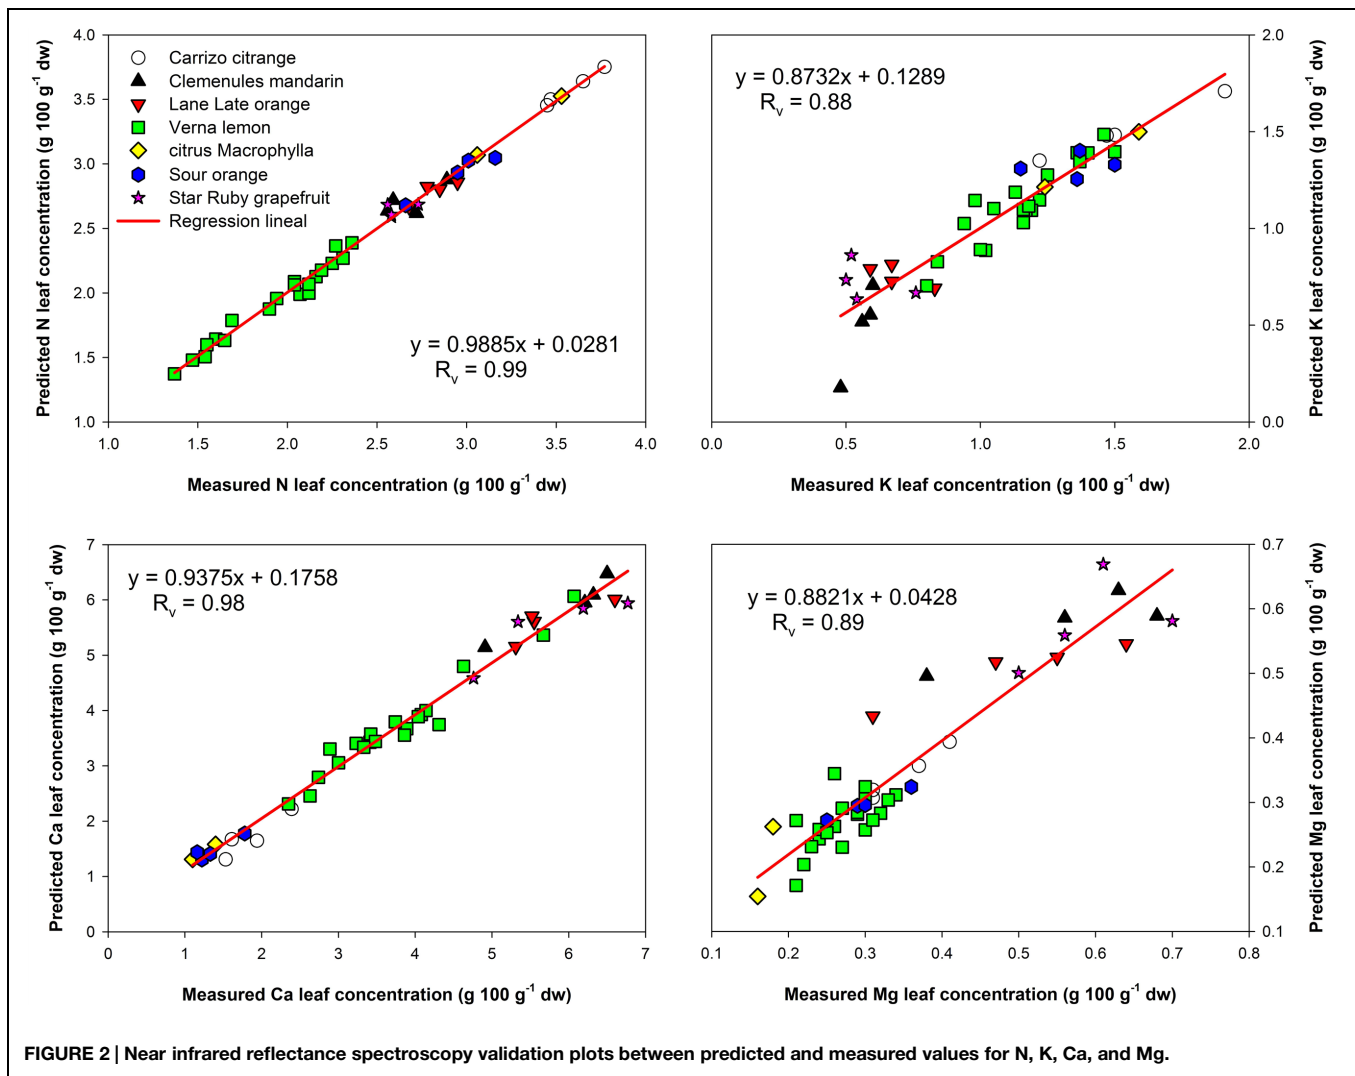 Predicted N leaf concentration (g 100 g-1 dw)
4.0
3.5
3.0
2.5
2.0
1.5
1.0
Carrizo citrange
Clemenules mandarin
Lane Late orange
Verna lemon
citrus Macrophylla
Sour orange
Star Ruby grapefruit
Regression lineal
y = 0.9885x + 0.0281
Rv = 0.99
1.0 1.5 2.0 2.5 3.0 3.5 4.0
Measured N leaf concentration (g 100 g-1 dw)
y = 0.8732x + 0.1289
Rv = 0.88
2.0
1.5
1.0
0.5
0.0
Predicted K leaf concentration (g 100 g-1 dw)
0.0 0.5 1.0 1.5 2.0
Measured K leaf concentration (g 100 g-1 dw)
Predicted Ca leaf concentration (g 100 g-1 dw)
7
6
5
4
3
2
1
0
y = 0.9375x + 0.1758
Rv = 0.98
0 1 2 3 4 5 6 7
Measured Ca leaf concentration (g 100 g-1 dw)
y = 0.8821x + 0.0428
Rv = 0.89
0.7
0.6
0.5
0.4
0.3
0.2
0.1
Predicted Mg leaf concentration (g 100 g-1 dw)
0.1 0.2 0.3 0.4 0.5 0.6 0.7 0.8
Measured Mg leaf concentration (g 100 g-1 dw)
FIGURE 2 | Near infrared reflectance spectroscopy validation plots between predicted and measured values for N, K, Ca, and Mg.